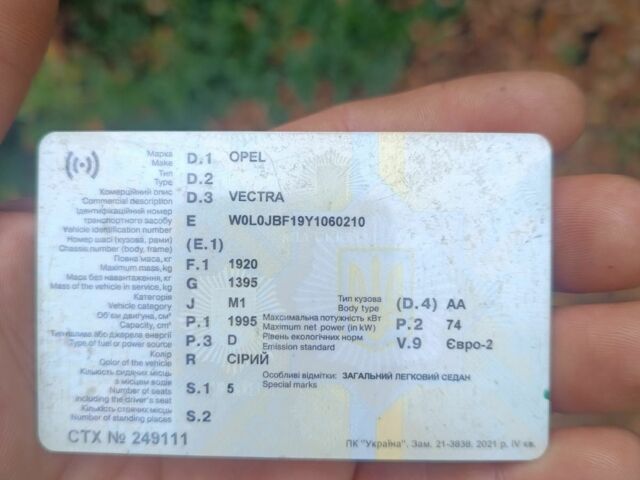 Марка
Make D.1 OPEL
Тип
Type D.2
Комерційний опис
Commercial description D.3 VECTRA
Ідентифікаційний номер
транспортного засобу
Vehicle identification number E W0L0JBF19Y1060210
Номер шасі (кузова, рами)
Chassis number (body, frame) (E.1)
Повна маса, кг
Maximum mass, kg F.1 1920
Маса без навантаження, кг
Mass of the vehicle in service, kg G 1395
Категорія
Vehicle category J M1 Тип кузова
Body type (D.4) AA
Об'єм двигуна, см³
Capacity, cm³ P.1 1995 Максимальна потужність кВт
Maximum net power (in kW) P.2 74
Тип палива або джерела енергії
Type of fuel or power source P.3 D Рівень екологічних норм
Emission standard V.9 Євро-2
Колір
Color of the vehicle R СІРИЙ
Кількість сидячих місць
з місцем водія
Number of seats
including the driver's seat S.1 5 Особливі відмітки: ЗАГАЛЬНИЙ ЛЕГКОВИЙ СЕДАН
Special marks
Кількість стоячих місць
Number of standing places S.2
СТХ № 249111
ПК "Україна". Зам. 21-3838. 2021 р. IV кв.